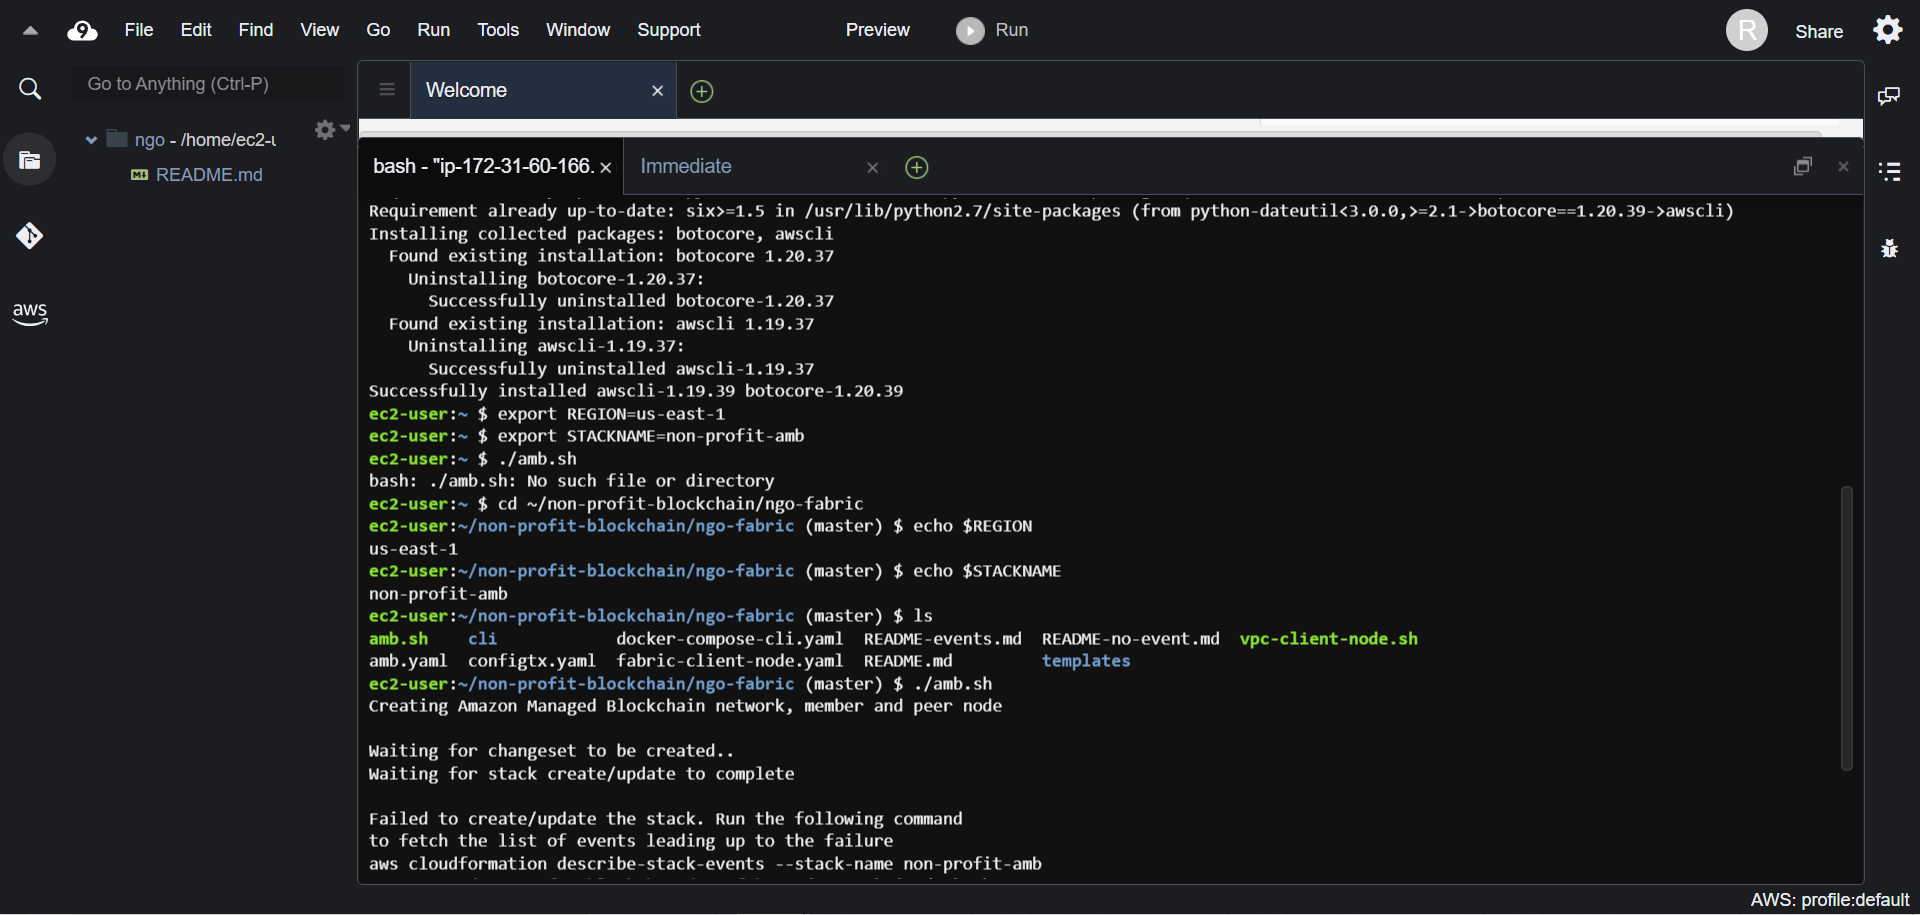 File Edit Find View Go Run Tools Window Support Preview Run R Share
Go to Anything (Ctrl-P)
Welcome
ngo - /home/ec2-u
README.md
aws
bash - "ip-172-31-60-166. Immediate
Requirement already up-to-date: six>=1.5 in /usr/lib/python2.7/site-packages (from python-dateutil<3.0.0,>=2.1->botocore==1.20.39->awscli)
Installing collected packages: botocore, awscli
  Found existing installation: botocore 1.20.37
    Uninstalling botocore-1.20.37:
      Successfully uninstalled botocore-1.20.37
  Found existing installation: awscli 1.19.37
    Uninstalling awscli-1.19.37:
      Successfully uninstalled awscli-1.19.37
Successfully installed awscli-1.19.39 botocore-1.20.39
ec2-user:~ $ export REGION=us-east-1
ec2-user:~ $ export STACKNAME=non-profit-amb
ec2-user:~ $ ./amb.sh
bash: ./amb.sh: No such file or directory
ec2-user:~ $ cd ~/non-profit-blockchain/ngo-fabric
ec2-user:~/non-profit-blockchain/ngo-fabric (master) $ echo $REGION
us-east-1
ec2-user:~/non-profit-blockchain/ngo-fabric (master) $ echo $STACKNAME
non-profit-amb
ec2-user:~/non-profit-blockchain/ngo-fabric (master) $ ls
amb.sh    cli            docker-compose-cli.yaml  README-events.md  README-no-event.md  vpc-client-node.sh
amb.yaml  configtx.yaml  fabric-client-node.yaml  README.md         templates
ec2-user:~/non-profit-blockchain/ngo-fabric (master) $ ./amb.sh
Creating Amazon Managed Blockchain network, member and peer node
Waiting for changeset to be created..
Waiting for stack create/update to complete
Failed to create/update the stack. Run the following command
to fetch the list of events leading up to the failure
aws cloudformation describe-stack-events --stack-name non-profit-amb
AWS: profile:default